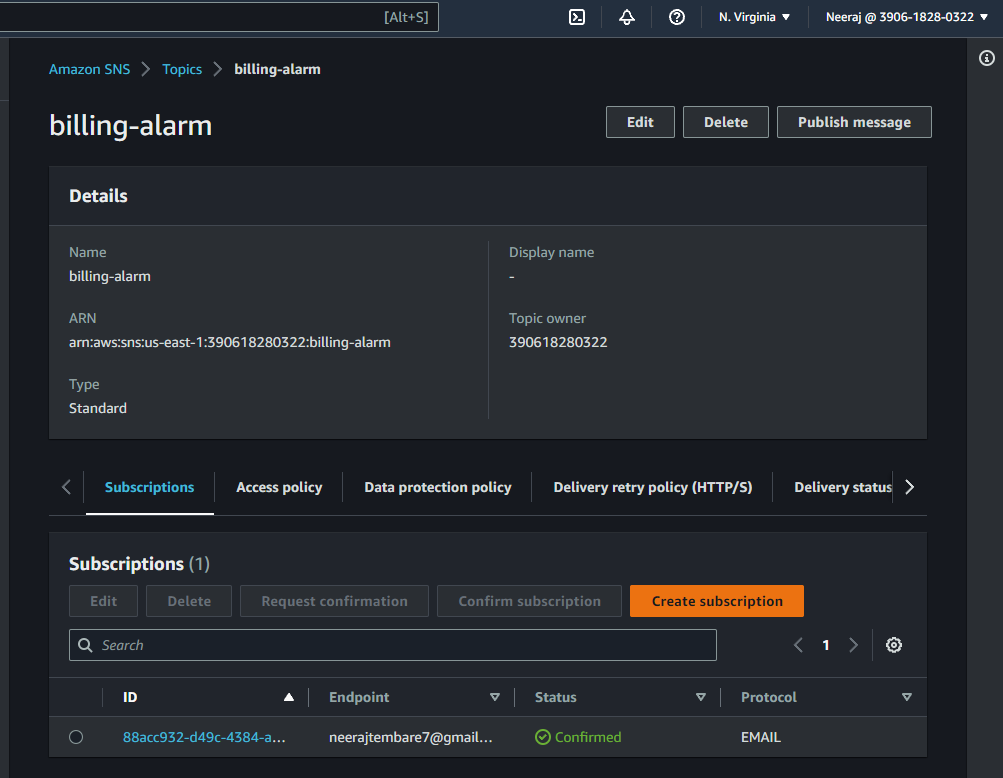 [Alt+S] N. Virginia ▼ Neeraj @ 3906-1828-0322 ▼
Amazon SNS > Topics > billing-alarm
billing-alarm
Edit Delete Publish message
Details
Name Display name
billing-alarm -
ARN Topic owner
arn:aws:sns:us-east-1:390618280322:billing-alarm 390618280322
Type
Standard
Subscriptions Access policy Data protection policy Delivery retry policy (HTTP/S) Delivery status
Subscriptions (1)
Edit Delete Request confirmation Confirm subscription Create subscription
Search 1
ID Endpoint Status Protocol
88acc932-d49c-4384-a... neerajtembare7@gmail... Confirmed EMAIL